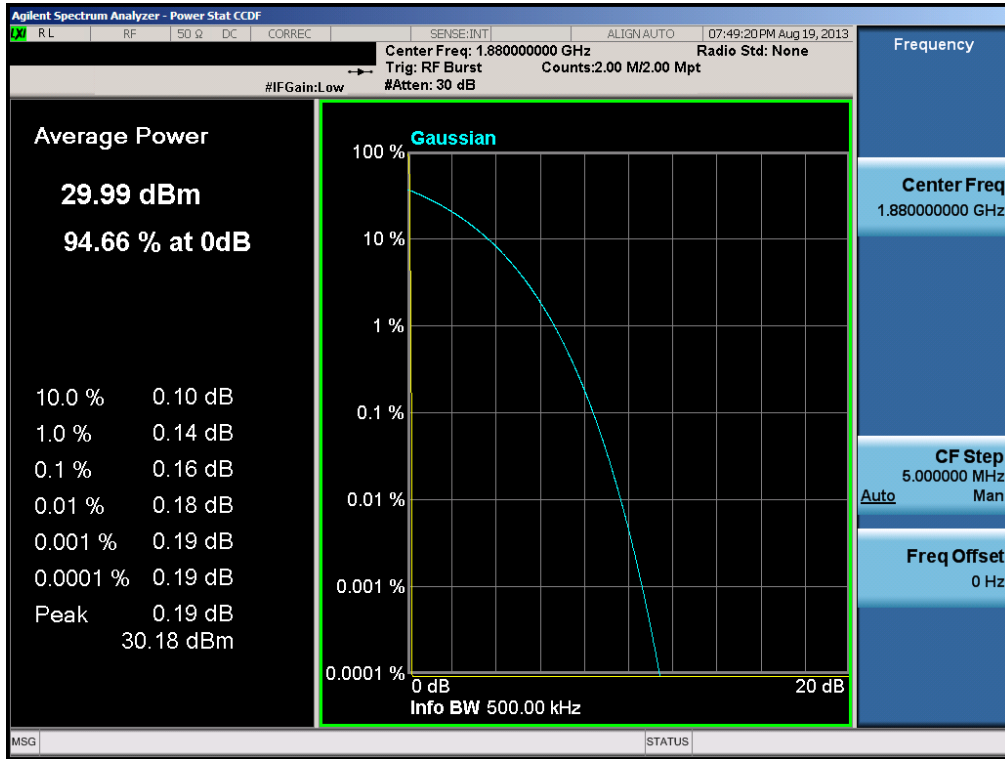 Agilent Spectrum Analyzer - Power Stat CCDF
LXI RL RF 50 Ω DC CORREC SENSE:INT ALIGN AUTO 07:49:20 PM Aug 19, 2013
Center Freq: 1.880000000 GHz Radio Std: None
Trig: RF Burst Counts:2.00 M/2.00 Mpt
#IFGain:Low #Atten: 30 dB
Average Power
29.99 dBm
94.66 % at 0dB
10.0 % 0.10 dB
1.0 % 0.14 dB
0.1 % 0.16 dB
0.01 % 0.18 dB
0.001 % 0.19 dB
0.0001 % 0.19 dB
Peak 0.19 dB
30.18 dBm
Gaussian
100 %
10 %
1 %
0.1 %
0.01 %
0.001 %
0.0001 %
0 dB 20 dB
Info BW 500.00 kHz
Frequency
Center Freq
1.880000000 GHz
CF Step
5.000000 MHz
Auto Man
Freq Offset
0 Hz
MSG STATUS